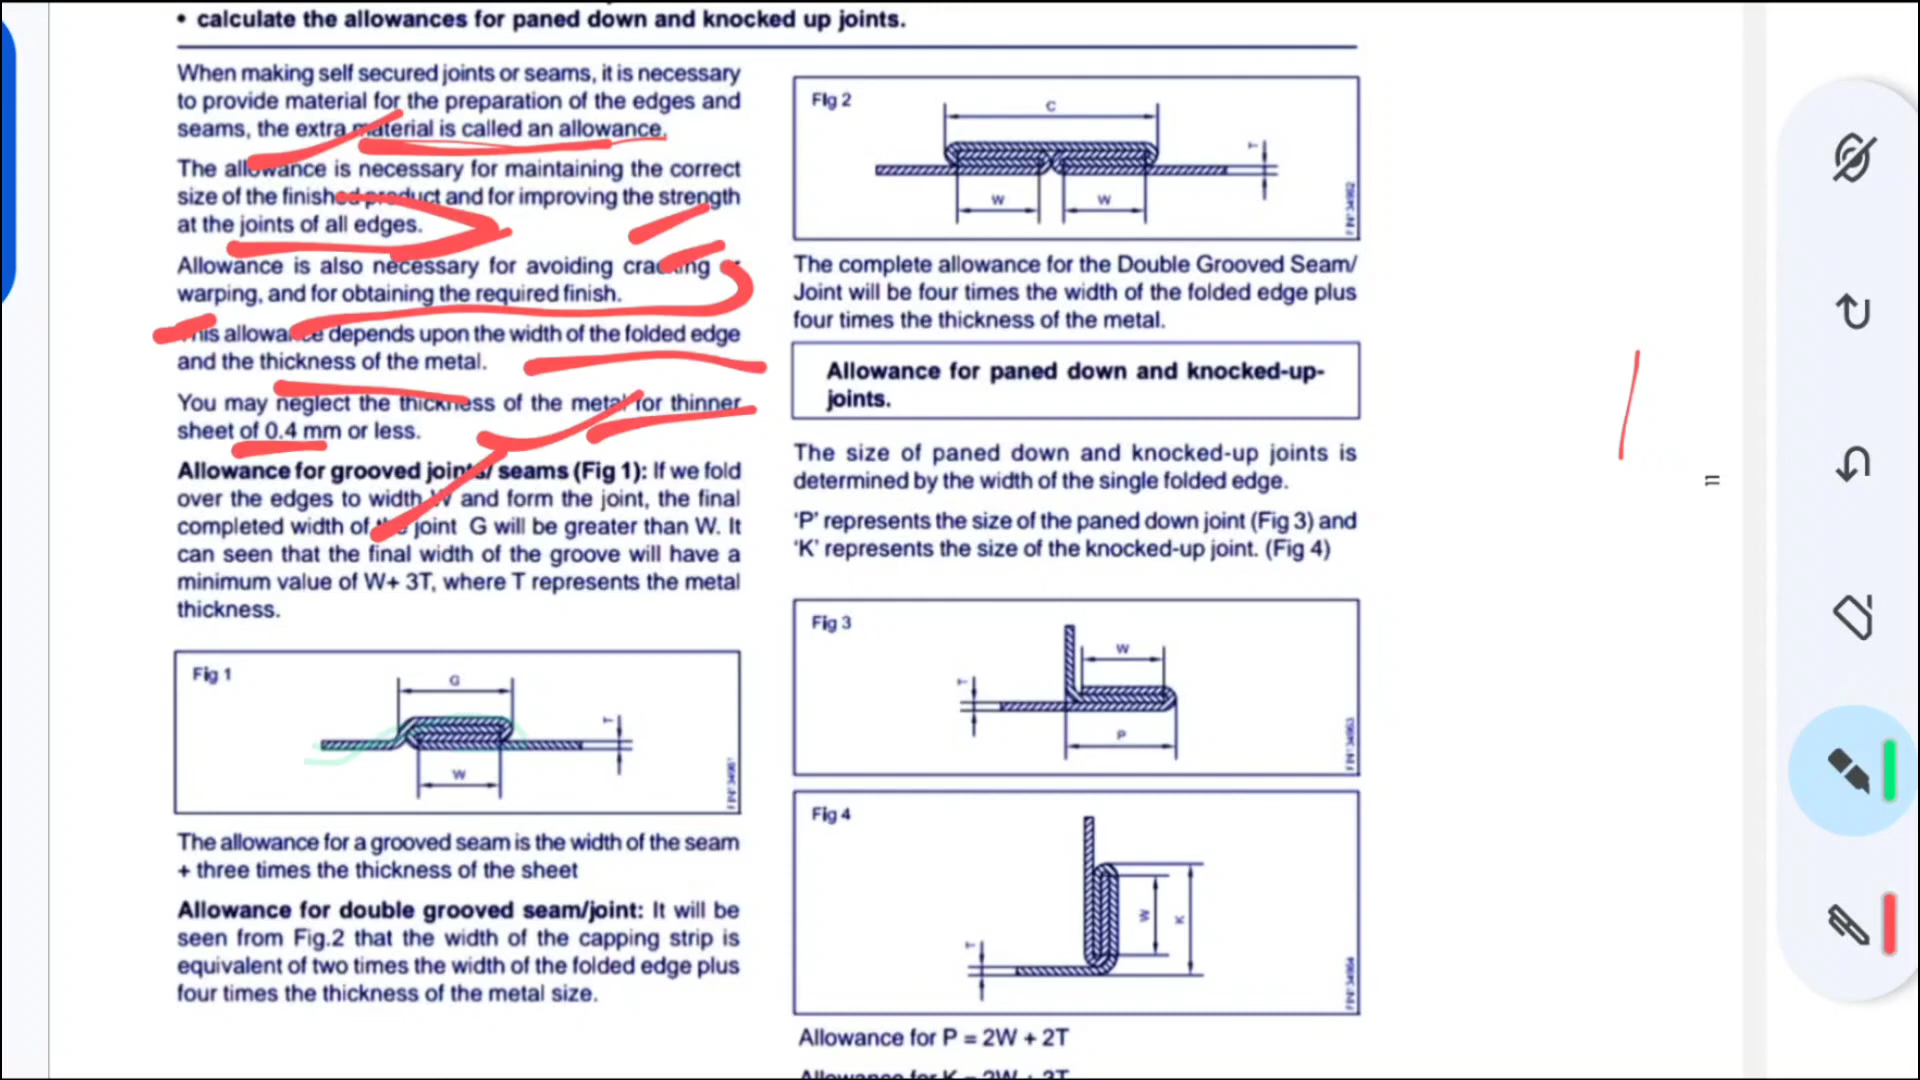 • calculate the allowances for paned down and knocked up joints.
When making self secured joints or seams, it is necessary
to provide material for the preparation of the edges and
seams, the extra material is called an allowance.
The allowance is necessary for maintaining the correct
size of the finished product and for improving the strength
at the joints of all edges.
Allowance is also necessary for avoiding cracking or
warping, and for obtaining the required finish.
This allowance depends upon the width of the folded edge
and the thickness of the metal.
You may neglect the thickness of the metal for thinner
sheet of 0.4 mm or less.
Allowance for grooved joints/ seams (Fig 1): If we fold
over the edges to width W and form the joint, the final
completed width of the joint G will be greater than W. It
can seen that the final width of the groove will have a
minimum value of W+ 3T, where T represents the metal
thickness.
Fig 1
G
T
W
The allowance for a grooved seam is the width of the seam
+ three times the thickness of the sheet
Allowance for double grooved seam/joint: It will be
seen from Fig.2 that the width of the capping strip is
equivalent of two times the width of the folded edge plus
four times the thickness of the metal size.
Fig 2
C
T
W
W
The complete allowance for the Double Grooved Seam/
Joint will be four times the width of the folded edge plus
four times the thickness of the metal.
Allowance for paned down and knocked-up-
joints.
The size of paned down and knocked-up joints is
determined by the width of the single folded edge.
'P' represents the size of the paned down joint (Fig 3) and
'K' represents the size of the knocked-up joint. (Fig 4)
Fig 3
W
T
P
Fig 4
W
K
T
Allowance for P = 2W + 2T
Allowance for K = 2W + 3T